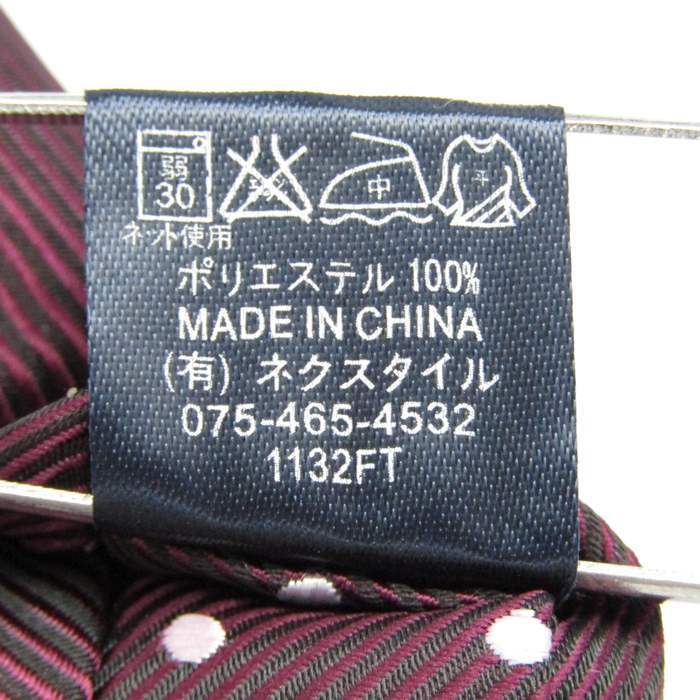 弱
30
中
ネット使用
ポリエステル 100%
MADE IN CHINA
(有) ネクスタイル
075-465-4532
1132FT